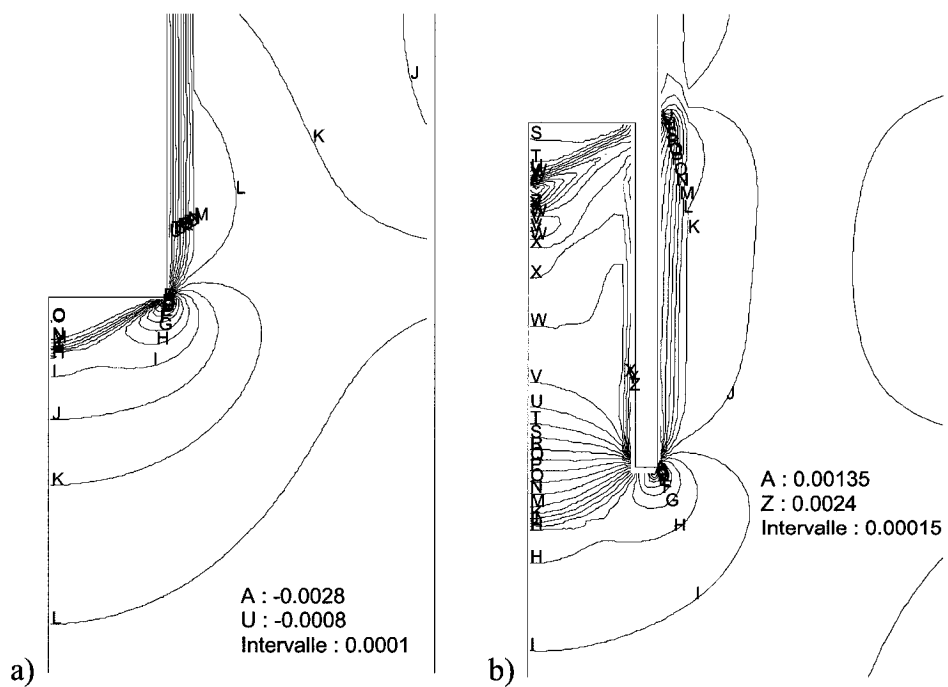 J
K
L
M
O
N
M
H
G
H
I
I
J
K
L
A : -0.0028
U : -0.0008
Intervalle : 0.0001
a)
S
T
W
W
X
X
W
V
U
T
S
R
Q
P
O
N
M
K
H
H
I
O
N
M
L
K
X
Z
J
G
H
I
A : 0.00135
Z : 0.0024
Intervalle : 0.00015
b)